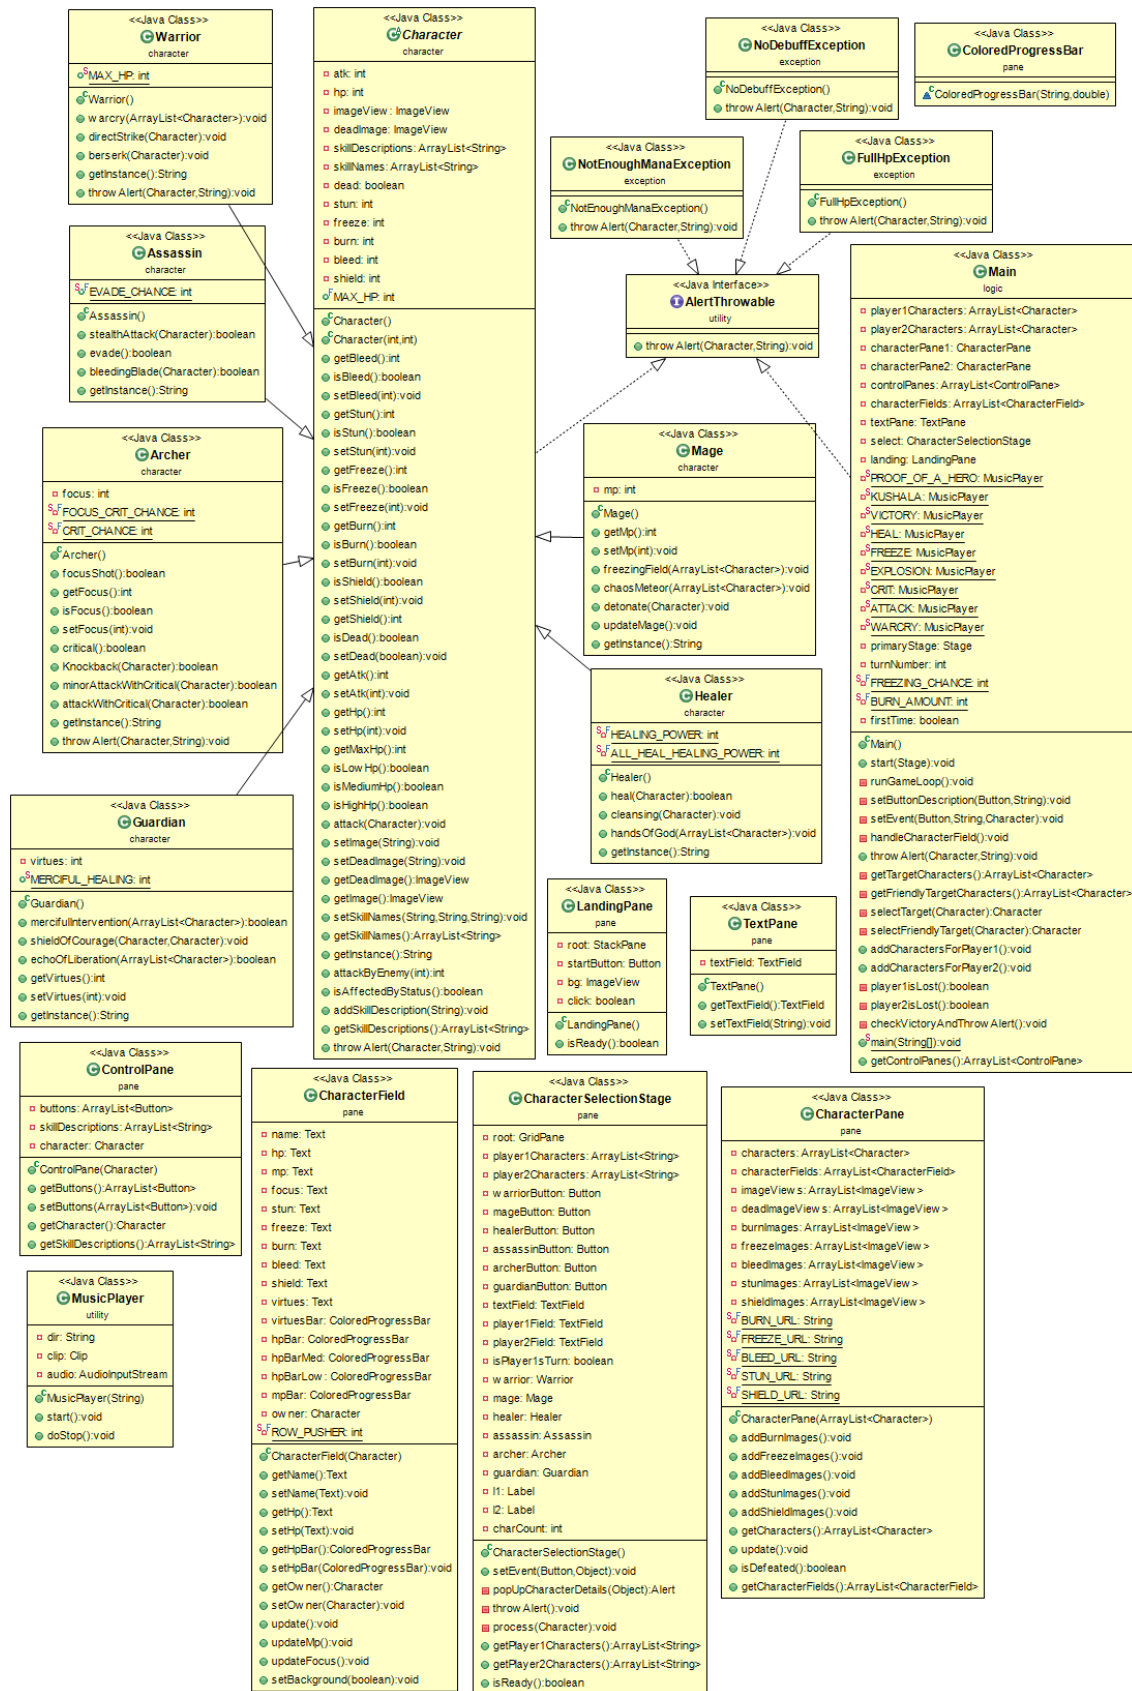 <<Java Class>>
Warrior
character
MAX_HP: int
Warrior()
warcry(ArrayList<Character>):void
directStrike(Character):void
berserk(Character):void
getInstance():String
throwAlert(Character,String):void
<<Java Class>>
Assassin
character
EVADE_CHANCE: int
Assassin()
stealthAttack(Character):boolean
evade():boolean
bleedingBlade(Character):boolean
getInstance():String
<<Java Class>>
Archer
character
focus: int
FOCUS_CRIT_CHANCE: int
CRIT_CHANCE: int
Archer()
focusShot():boolean
getFocus():int
isFocus():boolean
setFocus(int):void
critical():boolean
Knockback(Character):boolean
minorAttackWithCritical(Character):boolean
attackWithCritical(Character):boolean
getInstance():String
throwAlert(Character,String):void
<<Java Class>>
Guardian
character
virtues: int
MERCIFUL_HEALING: int
Guardian()
mercifulIntervention(ArrayList<Character>):boolean
shieldOfCourage(Character,Character):void
echoOfLiberation(ArrayList<Character>):boolean
getVirtues():int
setVirtues(int):void
getInstance():String
<<Java Class>>
Character
character
atk: int
hp: int
imageView: ImageView
deadImage: ImageView
skillDescriptions: ArrayList<String>
skillNames: ArrayList<String>
dead: boolean
stun: int
freeze: int
burn: int
bleed: int
shield: int
MAX_HP: int
Character()
Character(int,int)
getBleed():int
isBleed():boolean
setBleed(int):void
getStun():int
isStun():boolean
setStun(int):void
getFreeze():int
isFreeze():boolean
setFreeze(int):void
getBurn():int
isBurn():boolean
setBurn(int):void
isShield():boolean
setShield(int):void
getShield():int
isDead():boolean
setDead(boolean):void
getAtk():int
setAtk(int):void
getHp():int
setHp(int):void
getMaxHp():int
isLowHp():boolean
isMediumHp():boolean
isHighHp():boolean
attack(Character):void
setImage(String):void
setDeadImage(String):void
getDeadImage():ImageView
getImage():ImageView
setSkillNames(String,String,String):void
getSkillNames():ArrayList<String>
getInstance():String
attackByEnemy(int):int
isAffectedByStatus():boolean
addSkillDescription(String):void
getSkillDescriptions():ArrayList<String>
throwAlert(Character,String):void
<<Java Class>>
NoDebuffException
exception
NoDebuffException()
throwAlert(Character,String):void
<<Java Class>>
ColoredProgressBar
pane
ColoredProgressBar(String,double)
<<Java Class>>
NotEnoughManaException
exception
NotEnoughManaException()
throwAlert(Character,String):void
<<Java Class>>
FullHpException
exception
FullHpException()
throwAlert(Character,String):void
<<Java Interface>>
AlertThrowable
utility
throwAlert(Character,String):void
<<Java Class>>
Main
logic
player1Characters: ArrayList<Character>
player2Characters: ArrayList<Character>
characterPane1: CharacterPane
characterPane2: CharacterPane
controlPanes: ArrayList<ControlPane>
characterFields: ArrayList<CharacterField>
textPane: TextPane
select: CharacterSelectionStage
landing: LandingPane
PROOF_OF_A_HERO: MusicPlayer
KUSHALA: MusicPlayer
VICTORY: MusicPlayer
HEAL: MusicPlayer
FREEZE: MusicPlayer
EXPLOSION: MusicPlayer
CRIT: MusicPlayer
ATTACK: MusicPlayer
WARCRY: MusicPlayer
primaryStage: Stage
turnNumber: int
FREEZING_CHANCE: int
BURN_AMOUNT: int
firstTime: boolean
Main()
start(Stage):void
runGameLoop():void
setButtonDescription(Button,String):void
setEvent(Button,String,Character):void
handleCharacterField():void
throwAlert(Character,String):void
getTargetCharacters():ArrayList<Character>
getFriendlyTargetCharacters():ArrayList<Character>
selectTarget(Character):Character
selectFriendlyTarget(Character):Character
addCharactersForPlayer1():void
addCharactersForPlayer2():void
player1isLost():boolean
player2isLost():boolean
checkVictoryAndThrowAlert():void
main(String[]):void
getControlPanes():ArrayList<ControlPane>
<<Java Class>>
Mage
character
mp: int
Mage()
getMp():int
setMp(int):void
freezingField(ArrayList<Character>):void
chaosMeteor(ArrayList<Character>):void
detonate(Character):void
updateMage():void
getInstance():String
<<Java Class>>
Healer
character
HEALING_POWER: int
ALL_HEAL_HEALING_POWER: int
Healer()
heal(Character):boolean
cleansing(Character):void
handsOfGod(ArrayList<Character>):void
getInstance():String
<<Java Class>>
LandingPane
pane
root: StackPane
startButton: Button
bg: ImageView
click: boolean
LandingPane()
isReady():boolean
<<Java Class>>
TextPane
pane
textField: TextField
TextPane()
getTextField():TextField
setTextField(String):void
<<Java Class>>
ControlPane
pane
buttons: ArrayList<Button>
skillDescriptions: ArrayList<String>
character: Character
ControlPane(Character)
getButtons():ArrayList<Button>
setButtons(ArrayList<Button>):void
getCharacter():Character
getSkillDescriptions():ArrayList<String>
<<Java Class>>
MusicPlayer
utility
dir: String
clip: Clip
audio: AudioInputStream
MusicPlayer(String)
start():void
doStop():void
<<Java Class>>
CharacterField
pane
name: Text
hp: Text
mp: Text
focus: Text
stun: Text
freeze: Text
burn: Text
bleed: Text
shield: Text
virtues: Text
virtuesBar: ColoredProgressBar
hpBar: ColoredProgressBar
hpBarMed: ColoredProgressBar
hpBarLow: ColoredProgressBar
mpBar: ColoredProgressBar
owner: Character
ROW_PUSHER: int
CharacterField(Character)
getName():Text
setName(Text):void
getHp():Text
setHp(Text):void
getHpBar():ColoredProgressBar
setHpBar(ColoredProgressBar):void
getOwner():Character
setOwner(Character):void
update():void
updateMp():void
updateFocus():void
setBackground(boolean):void
<<Java Class>>
CharacterSelectionStage
pane
root: GridPane
player1Characters: ArrayList<String>
player2Characters: ArrayList<String>
warriorButton: Button
mageButton: Button
healerButton: Button
assassinButton: Button
archerButton: Button
guardianButton: Button
textField: TextField
player1Field: TextField
player2Field: TextField
isPlayer1sTurn: boolean
warrior: Warrior
mage: Mage
healer: Healer
assassin: Assassin
archer: Archer
guardian: Guardian
l1: Label
l2: Label
charCount: int
CharacterSelectionStage()
setEvent(Button,Object):void
popUpCharacterDetails(Object):Alert
throwAlert():void
process(Character):void
getPlayer1Characters():ArrayList<String>
getPlayer2Characters():ArrayList<String>
isReady():boolean
<<Java Class>>
CharacterPane
pane
characters: ArrayList<Character>
characterFields: ArrayList<CharacterField>
imageViews: ArrayList<ImageView>
deadImageViews: ArrayList<ImageView>
burnImages: ArrayList<ImageView>
freezeImages: ArrayList<ImageView>
bleedImages: ArrayList<ImageView>
stunImages: ArrayList<ImageView>
shieldImages: ArrayList<ImageView>
BURN_URL: String
FREEZE_URL: String
BLEED_URL: String
STUN_URL: String
SHIELD_URL: String
CharacterPane(ArrayList<Character>)
addBurnImages():void
addFreezeImages():void
addBleedImages():void
addStunImages():void
addShieldImages():void
getCharacters():ArrayList<Character>
update():void
isDefeated():boolean
getCharacterFields():ArrayList<CharacterField>